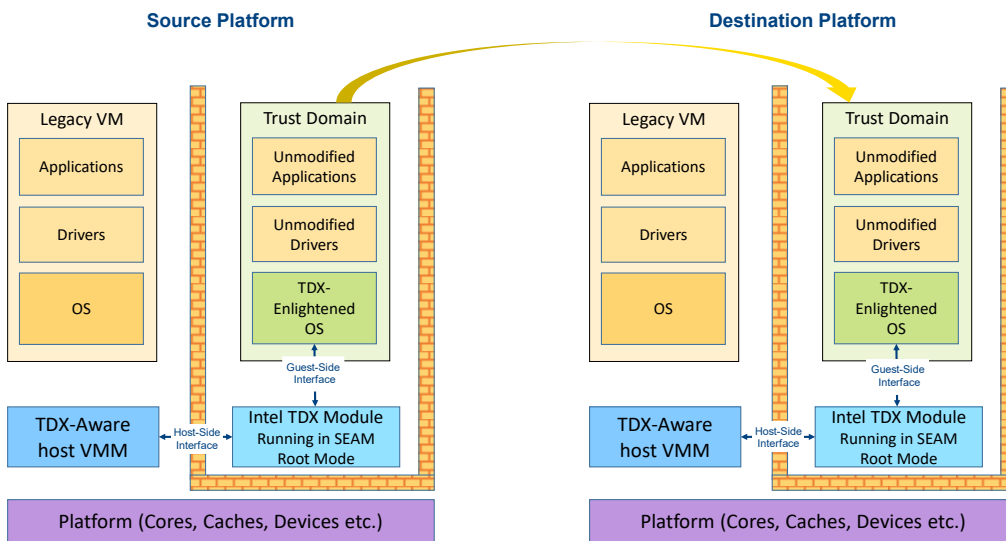 Source Platform
Legacy VM
Applications
Drivers
OS
Trust Domain
Unmodified
Applications
Unmodified
Drivers
TDX-
Enlightened
OS
Guest-Side
Interface
TDX-Aware
host VMM
Host-Side
Interface
Intel TDX Module
Running in SEAM
Root Mode
Platform (Cores, Caches, Devices etc.)
Destination Platform
Legacy VM
Applications
Drivers
OS
Trust Domain
Unmodified
Applications
Unmodified
Drivers
TDX-
Enlightened
OS
Guest-Side
Interface
TDX-Aware
host VMM
Host-Side
Interface
Intel TDX Module
Running in SEAM
Root Mode
Platform (Cores, Caches, Devices etc.)